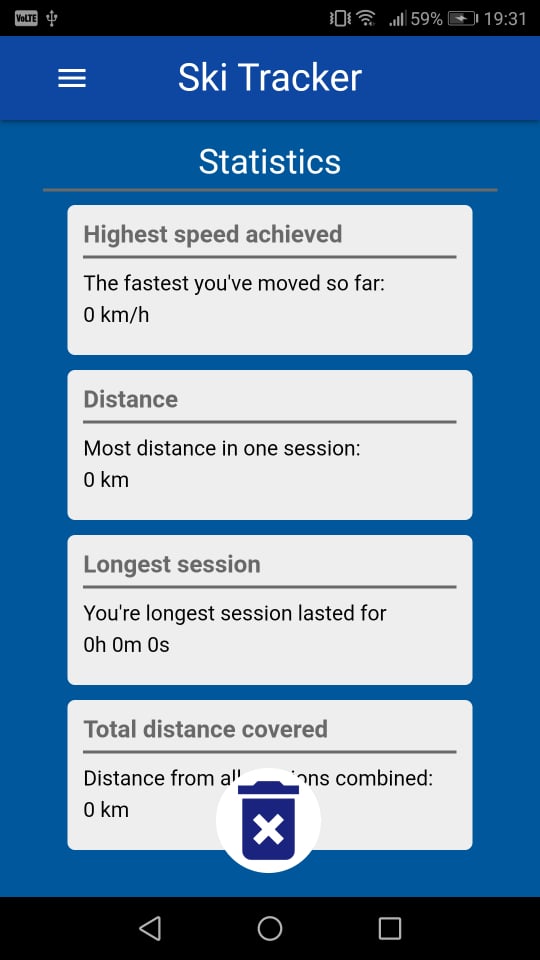 VoLTE 59% 19:31
Ski Tracker
Statistics
Highest speed achieved
The fastest you've moved so far:
0 km/h
Distance
Most distance in one session:
0 km
Longest session
You're longest session lasted for
0h 0m 0s
Total distance covered
Distance from all ons combined:
0 km